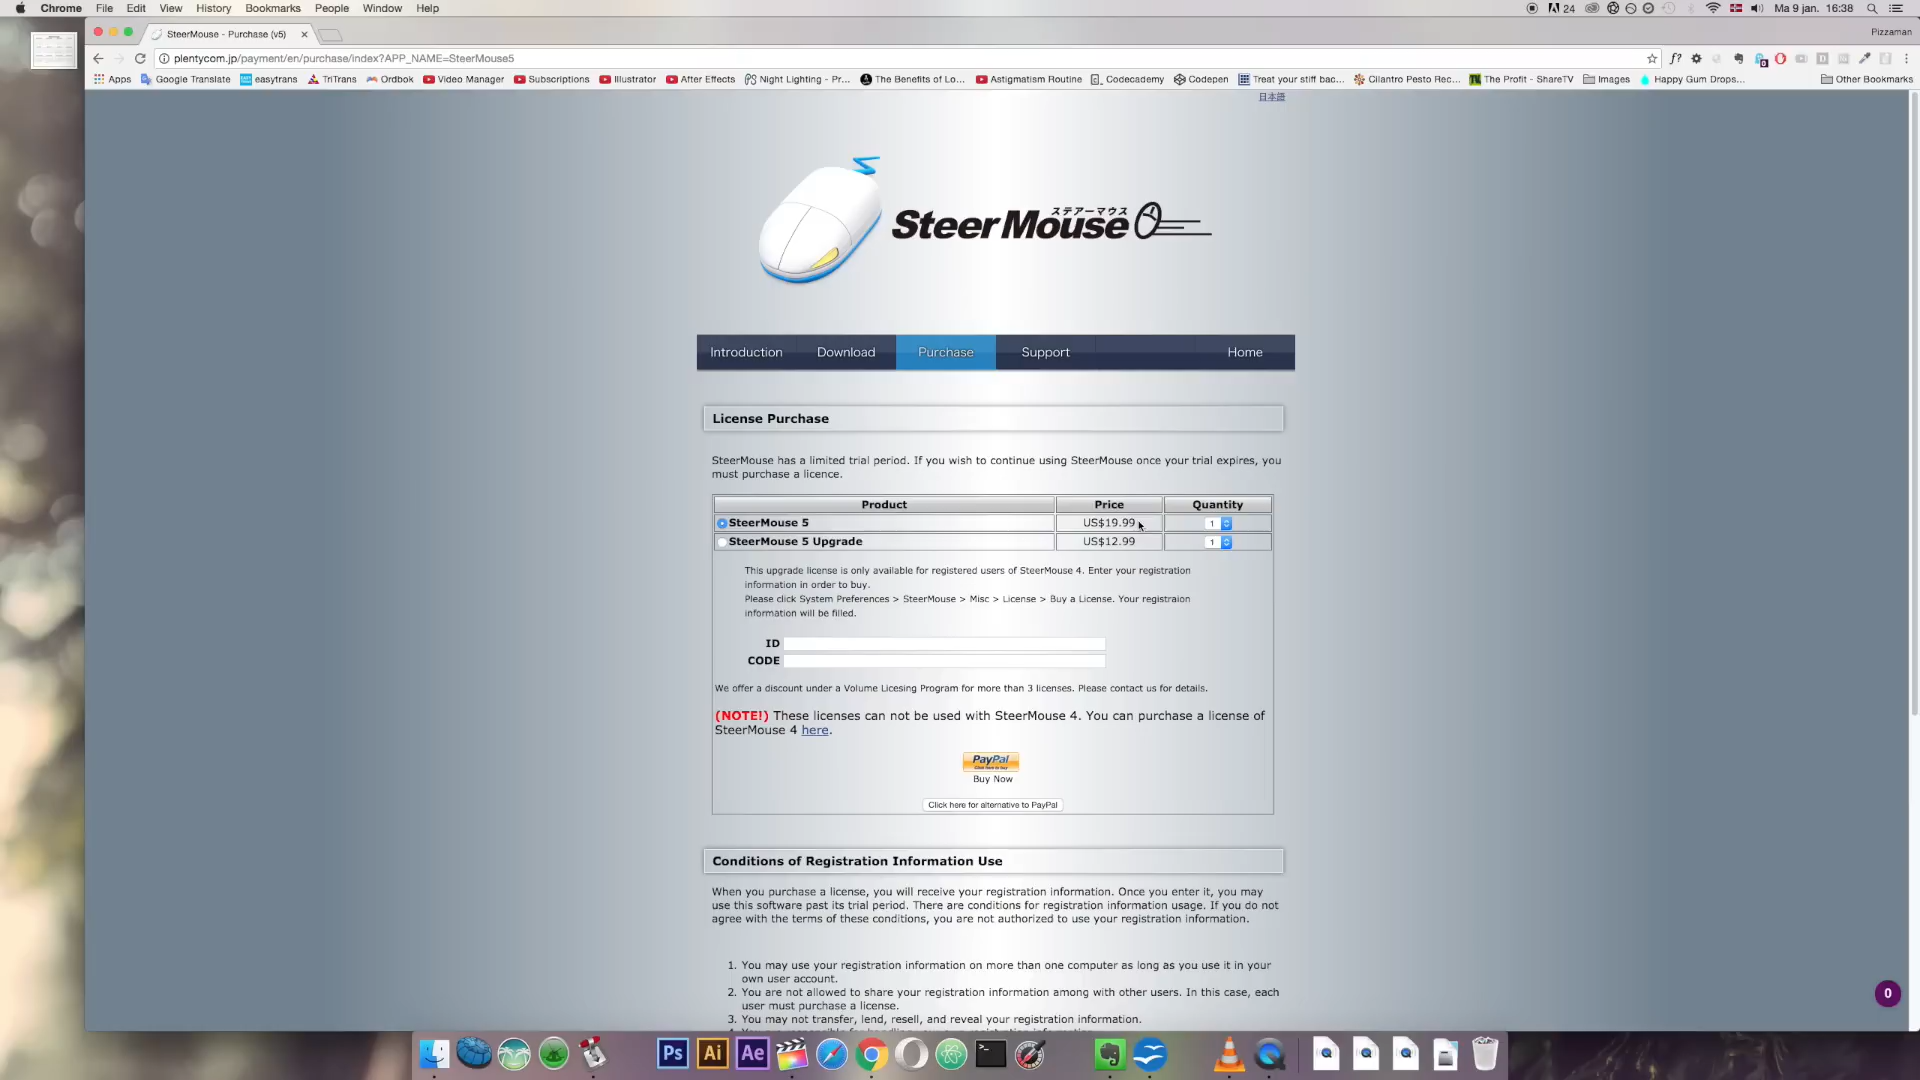 Chrome File Edit View History Bookmarks People Window Help
24 Ma 9 jan. 16:38
SteerMouse - Purchase (v5)
Pizzaman
plentycom.jp/payment/en/purchase/index?APP_NAME=SteerMouse5
Apps Google Translate easytrans TriTrans Ordbok Video Manager Subscriptions Illustrator After Effects Night Lighting - Pr... The Benefits of Lo... Astigmatism Routine Codecademy Codepen Treat your stiff bac... Cilantro Pesto Rec... The Profit - ShareTV Images Happy Gum Drops... Other Bookmarks
日本語
ステアーマウス
SteerMouse
Introduction Download Purchase Support Home
License Purchase
SteerMouse has a limited trial period. If you wish to continue using SteerMouse once your trial expires, you
must purchase a licence.
Product Price Quantity
SteerMouse 5 US$19.99 1
SteerMouse 5 Upgrade US$12.99 1
This upgrade license is only available for registered users of SteerMouse 4. Enter your registration
information in order to buy.
Please click System Preferences > SteerMouse > Misc > License > Buy a License. Your registraion
information will be filled.
ID
CODE
We offer a discount under a Volume Licesing Program for more than 3 licenses. Please contact us for details.
(NOTE!) These licenses can not be used with SteerMouse 4. You can purchase a license of
SteerMouse 4 here.
PayPal
Click here to buy
Buy Now
Click here for alternative to PayPal
Conditions of Registration Information Use
When you purchase a license, you will receive your registration information. Once you enter it, you may
use this software past its trial period. There are conditions for registration information usage. If you do not
agree with the terms of these conditions, you are not authorized to use your registration information.
1. You may use your registration information on more than one computer as long as you use it in your
own user account.
2. You are not allowed to share your registration information among with other users. In this case, each
user must purchase a license.
3. You may not transfer, lend, resell, and reveal your registration information.
0
Ps Ai Ae